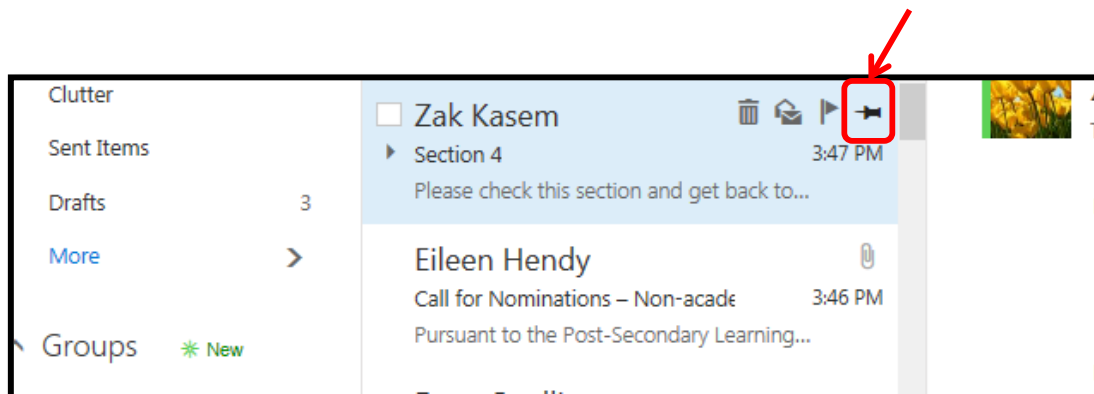 Clutter
Sent Items
Drafts 3
More
Groups New
Zak Kasem
Section 4 3:47 PM
Please check this section and get back to...
Eileen Hendy
Call for Nominations – Non-acade 3:46 PM
Pursuant to the Post-Secondary Learning...